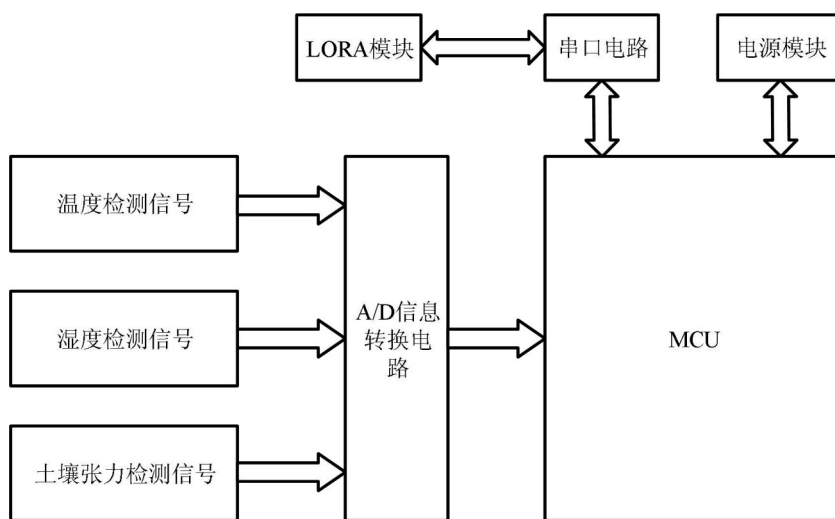 LORA模块
串口电路
电源模块
温度检测信号
湿度检测信号
土壤张力检测信号
A/D信息
转换电
路
MCU